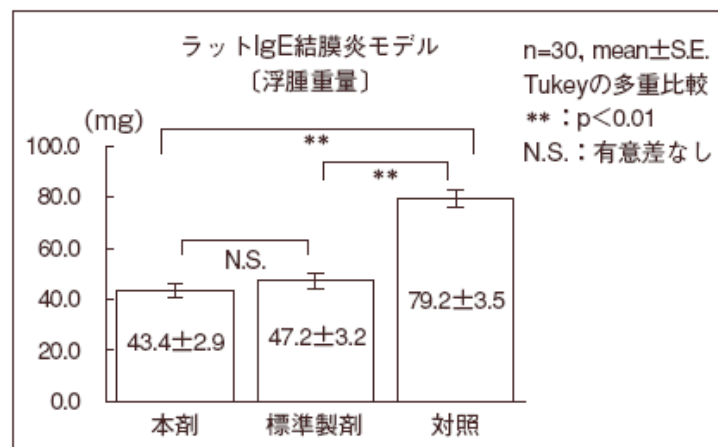 ラットIgE結膜炎モデル
〔浮腫重量〕
n=30, mean±S.E.
Tukeyの多重比較
**：p＜0.01
N.S.：有意差なし
(mg)
100.0
80.0
60.0
40.0
20.0
0.0
**
**
N.S.
43.4±2.9
47.2±3.2
79.2±3.5
本剤
標準製剤
対照